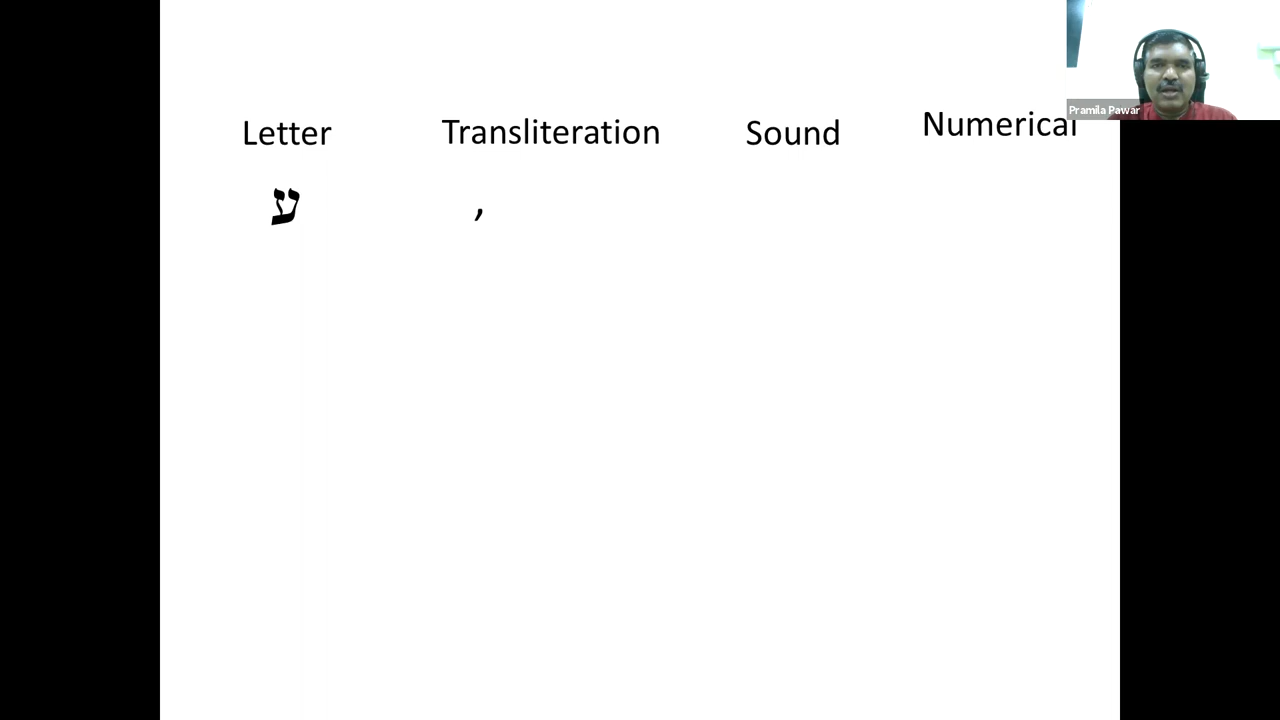 Pramila Pawar
Letter Transliteration Sound Numerical
ע ,